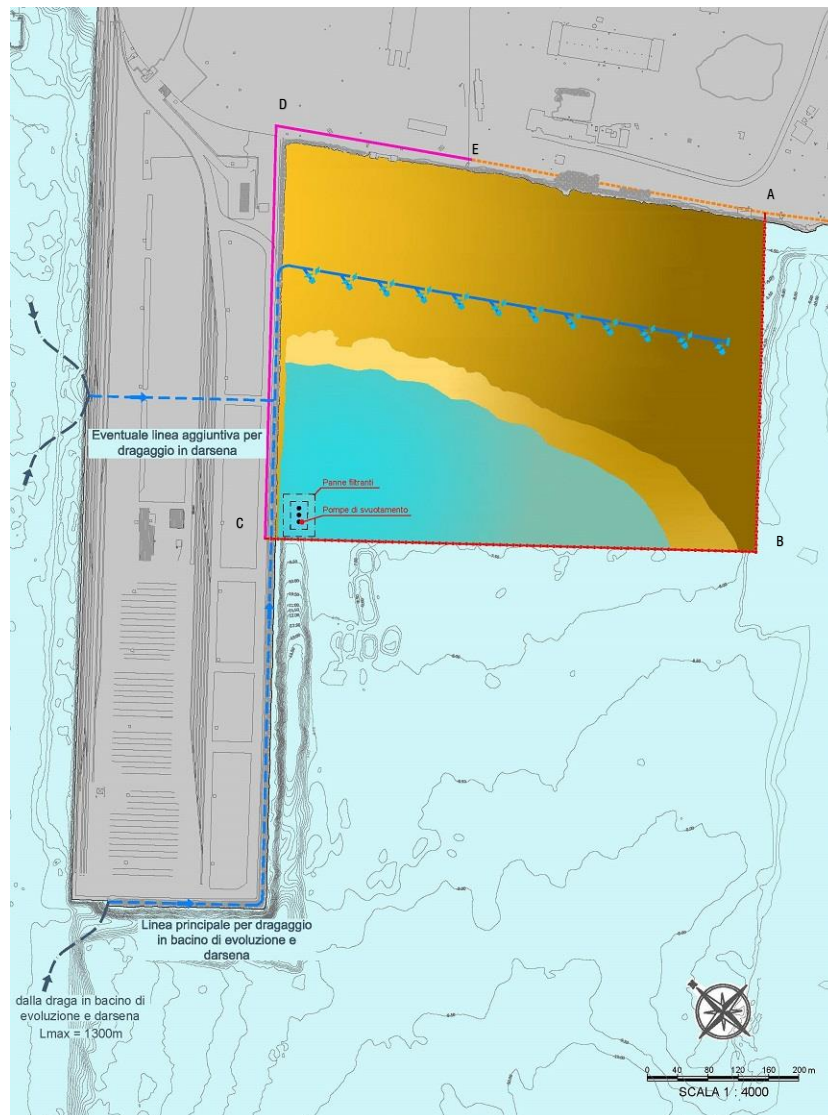 D
E
A
Eventuale linea aggiuntiva per
dragaggio in darsena
Panne filtranti
Pompe di svuotamento
C
B
Linea principale per dragaggio
in bacino di evoluzione e
darsena
dalla draga in bacino di
evoluzione e darsena
Lmax = 1300m
0 40 80 120 160 200 m
SCALA 1 : 4000